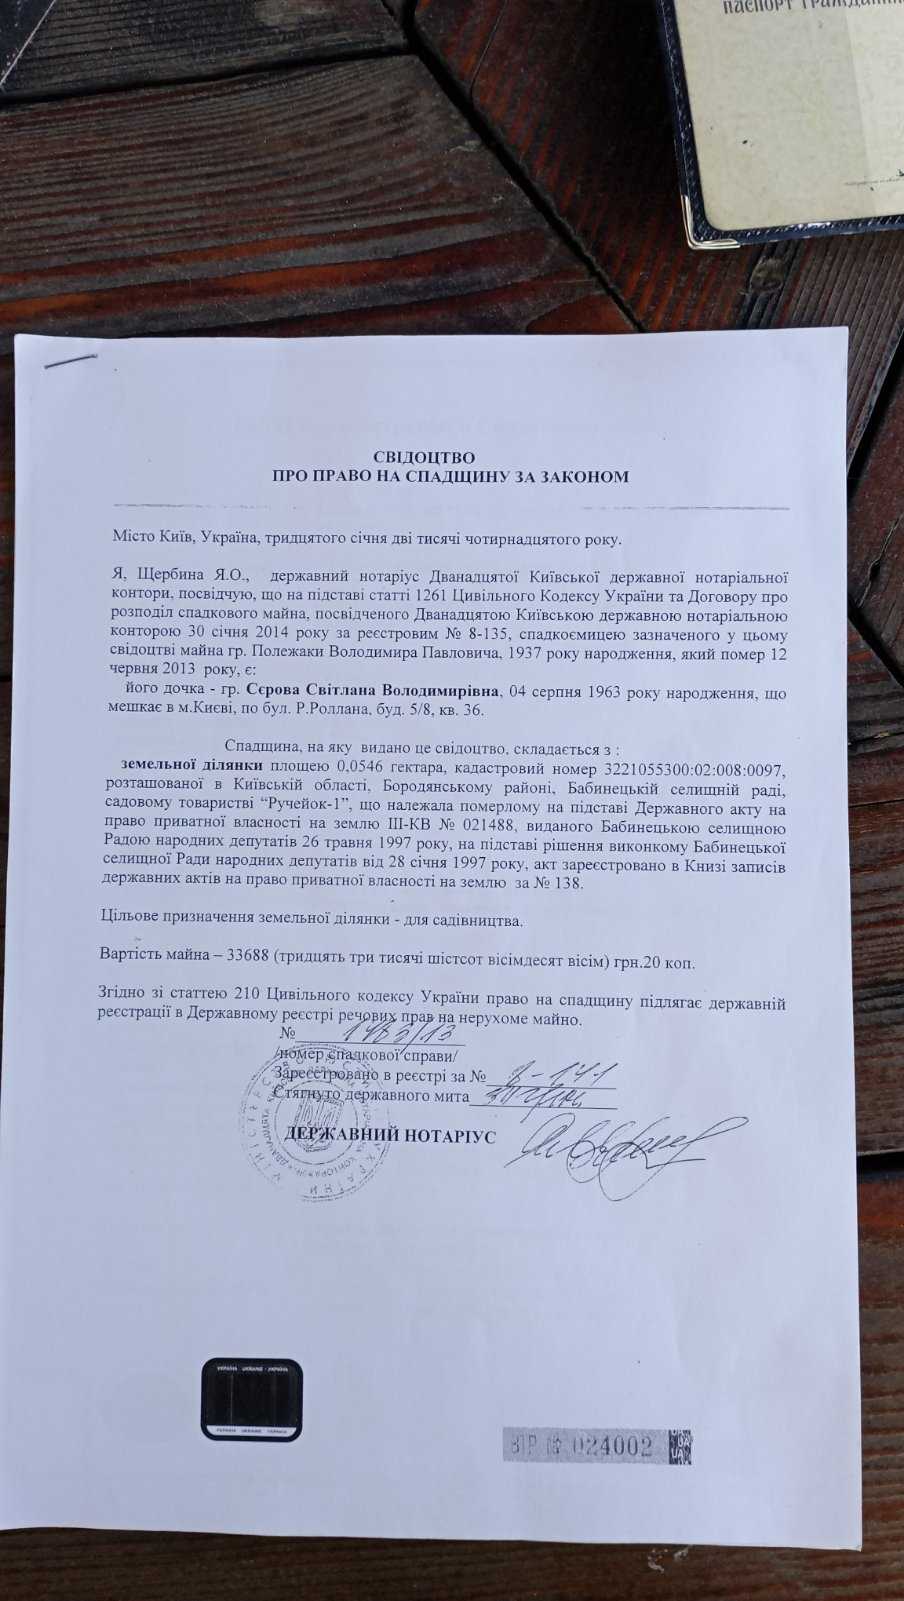 паспорт гражданина
СВІДОЦТВО
ПРО ПРАВО НА СПАДЩИНУ ЗА ЗАКОНОМ
Місто Київ, Україна, тридцятого січня дві тисячі чотирнадцятого року.
Я, Щербина Я.О., державний нотаріус Дванадцятої Київської державної нотаріальної
контори, посвідчую, що на підставі статті 1261 Цивільного Кодексу України та Договору про
розподіл спадкового майна, посвідченого Дванадцятою Київською державною нотаріальною
конторою 30 січня 2014 року за реєстровим № 8-135, спадкоємицею зазначеного у цьому
свідоцтві майна гр. Полежаки Володимира Павловича, 1937 року народження, який помер 12
червня 2013 року, є:
його дочка - гр. Сєрова Світлана Володимирівна, 04 серпня 1963 року народження, що
мешкає в м.Києві, по бул. Р.Роллана, буд. 5/8, кв. 36.
Спадщина, на яку видано це свідоцтво, складається з :
земельної ділянки площею 0,0546 гектара, кадастровий номер 3221055300:02:008:0097,
розташованої в Київській області, Бородянському районі, Бабинецькій селищній раді,
садовому товаристві “Ручейок-1”, що належала померлому на підставі Державного акту на
право приватної власності на землю ІІІ-КВ № 021488, виданого Бабинецькою селищною
Радою народних депутатів 26 травня 1997 року, на підставі рішення виконкому Бабинецької
селищної Ради народних депутатів від 28 січня 1997 року, акт зареєстровано в Книзі записів
державних актів на право приватної власності на землю за № 138.
Цільове призначення земельної ділянки - для садівництва.
Вартість майна – 33688 (тридцять три тисячі шістсот вісімдесят вісім) грн.20 коп.
Згідно зі статтею 210 Цивільного кодексу України право на спадщину підлягає державній
реєстрації в Державному реєстрі речових прав на нерухоме майно.
№ 1483/13
/номер спадкової справи/
Зареєстровано в реєстрі за № 8-141
Стягнуто державного мита
ДЕРЖАВНИЙ НОТАРІУС
УКРАЇНА UKRAINE УКРАЇНА
УКРАЇНА UKRAINE УКРАЇНА
ВІР № 024002